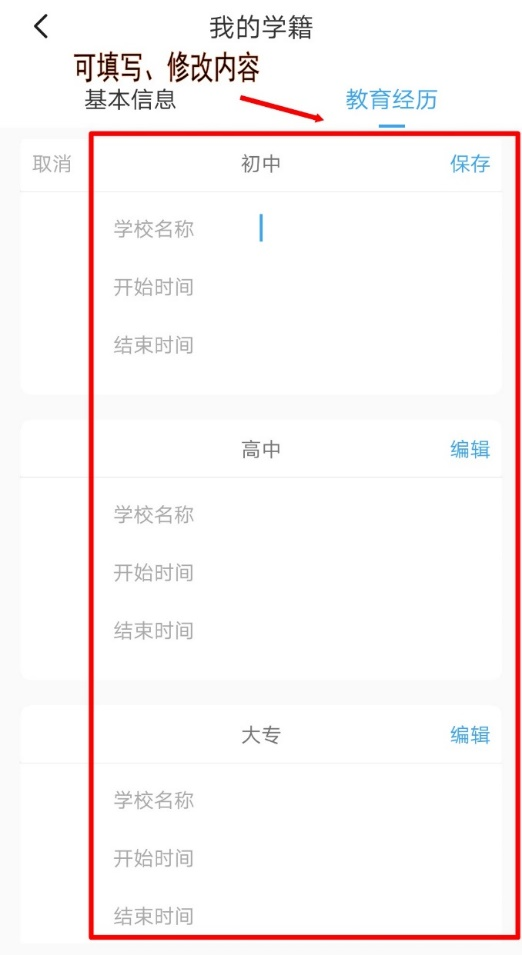 我的学籍
可填写、修改内容
基本信息 教育经历
取消 初中 保存
学校名称
开始时间
结束时间
高中 编辑
学校名称
开始时间
结束时间
大专 编辑
学校名称
开始时间
结束时间